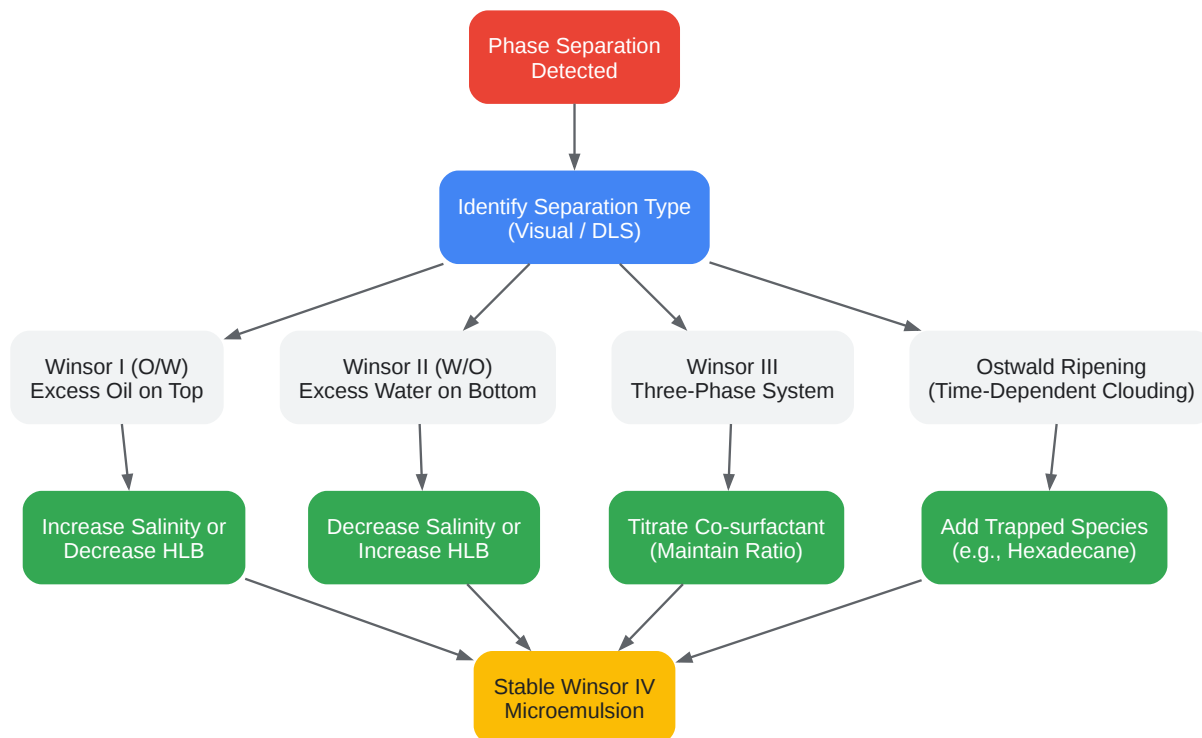 Phase Separation
Detected
Identify Separation Type
(Visual / DLS)
Winsor I (O/W)
Excess Oil on Top
Winsor II (W/O)
Excess Water on Bottom
Winsor III
Three-Phase System
Ostwald Ripening
(Time-Dependent Clouding)
Increase Salinity or
Decrease HLB
Decrease Salinity or
Increase HLB
Titrate Co-surfactant
(Maintain Ratio)
Add Trapped Species
(e.g., Hexadecane)
Stable Winsor IV
Microemulsion